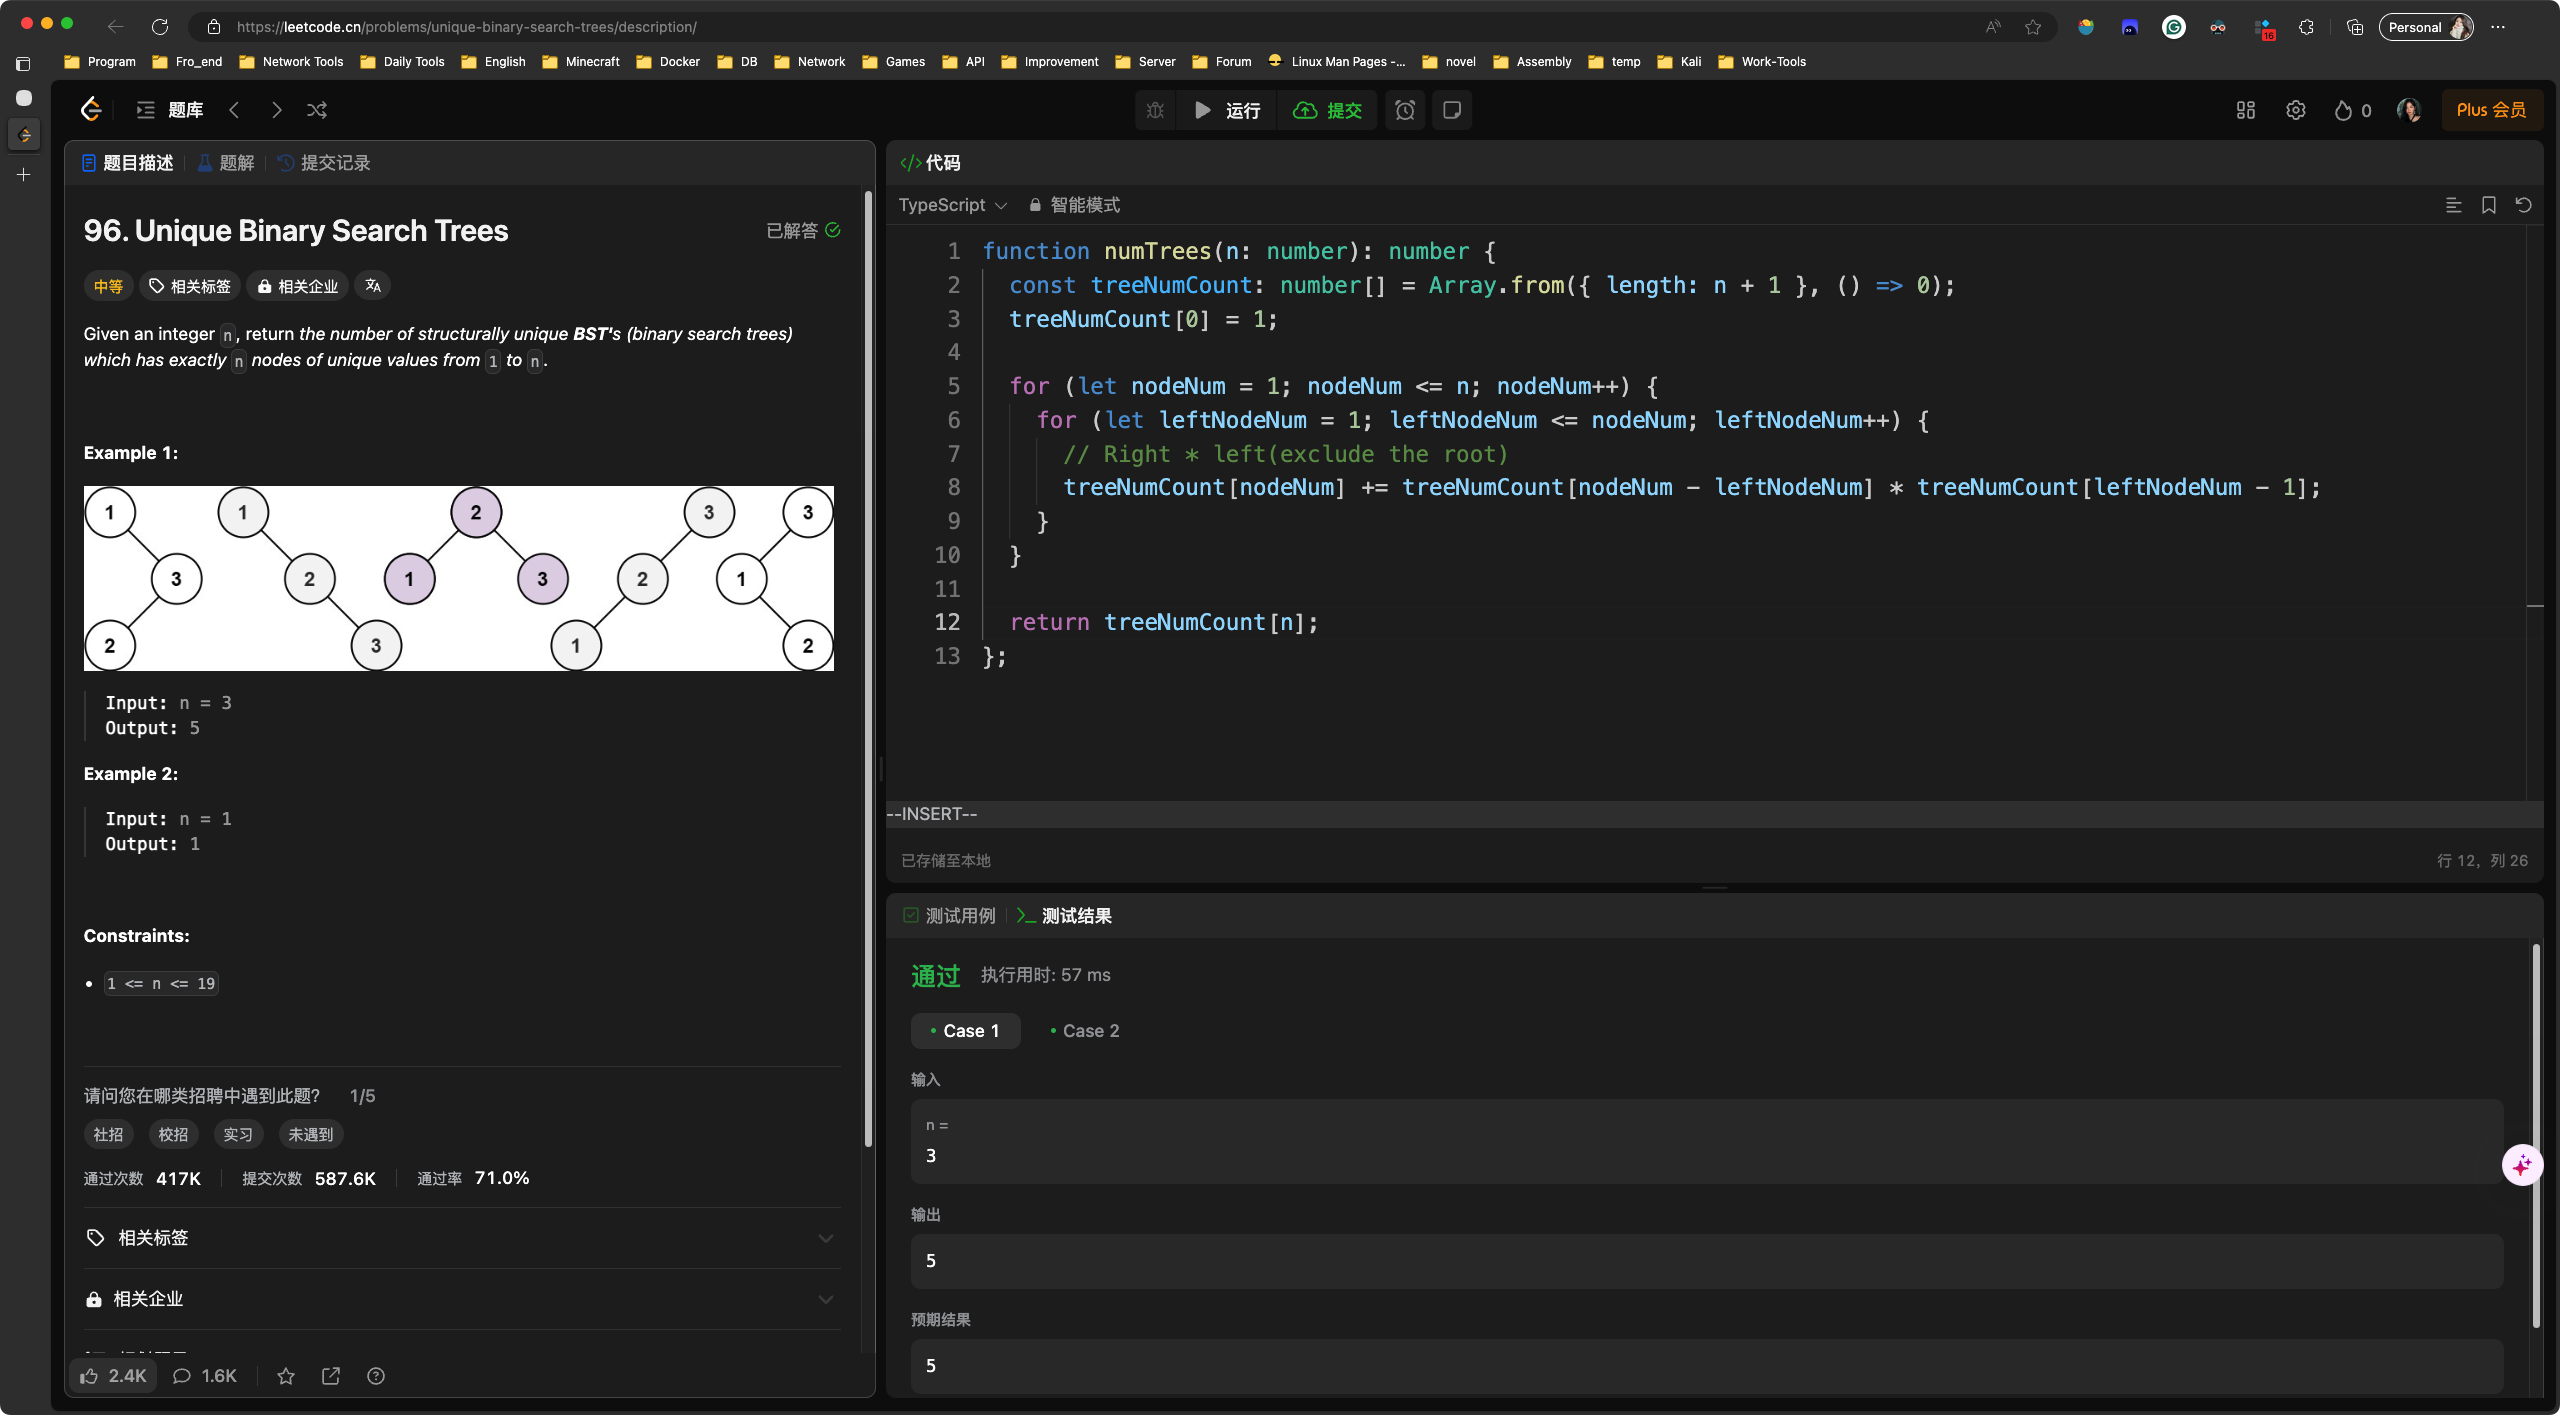 https://leetcode.cn/problems/unique-binary-search-trees/description/
16
Personal
Program Fro_end Network Tools Daily Tools English Minecraft Docker DB Network Games API Improvement Server Forum Linux Man Pages -... novel Assembly temp Kali Work-Tools
题库
运行
提交
0
Plus 会员
题目描述 题解 提交记录
96. Unique Binary Search Trees
已解答
中等 相关标签 相关企业
Given an integer n, return the number of structurally unique BST's (binary search trees)
which has exactly n nodes of unique values from 1 to n.
Example 1:
1 1 2 3 3
3 2 1 3 2 1
2 3 1 2
Input: n = 3
Output: 5
Example 2:
Input: n = 1
Output: 1
Constraints:
1 <= n <= 19
请问您在哪类招聘中遇到此题? 1/5
社招 校招 实习 未遇到
通过次数 417K 提交次数 587.6K 通过率 71.0%
相关标签
相关企业
2.4K 1.6K
</> 代码
TypeScript 智能模式
1 function numTrees(n: number): number {
2 const treeNumCount: number[] = Array.from({ length: n + 1 }, () => 0);
3 treeNumCount[0] = 1;
4
5 for (let nodeNum = 1; nodeNum <= n; nodeNum++) {
6 for (let leftNodeNum = 1; leftNodeNum <= nodeNum; leftNodeNum++) {
7 // Right * left(exclude the root)
8 treeNumCount[nodeNum] += treeNumCount[nodeNum - leftNodeNum] * treeNumCount[leftNodeNum - 1];
9 }
10 }
11
12 return treeNumCount[n];
13 };
--INSERT--
已存储至本地
行 12, 列 26
测试用例 测试结果
通过 执行用时: 57 ms
Case 1 Case 2
输入
n =
3
输出
5
预期结果
5